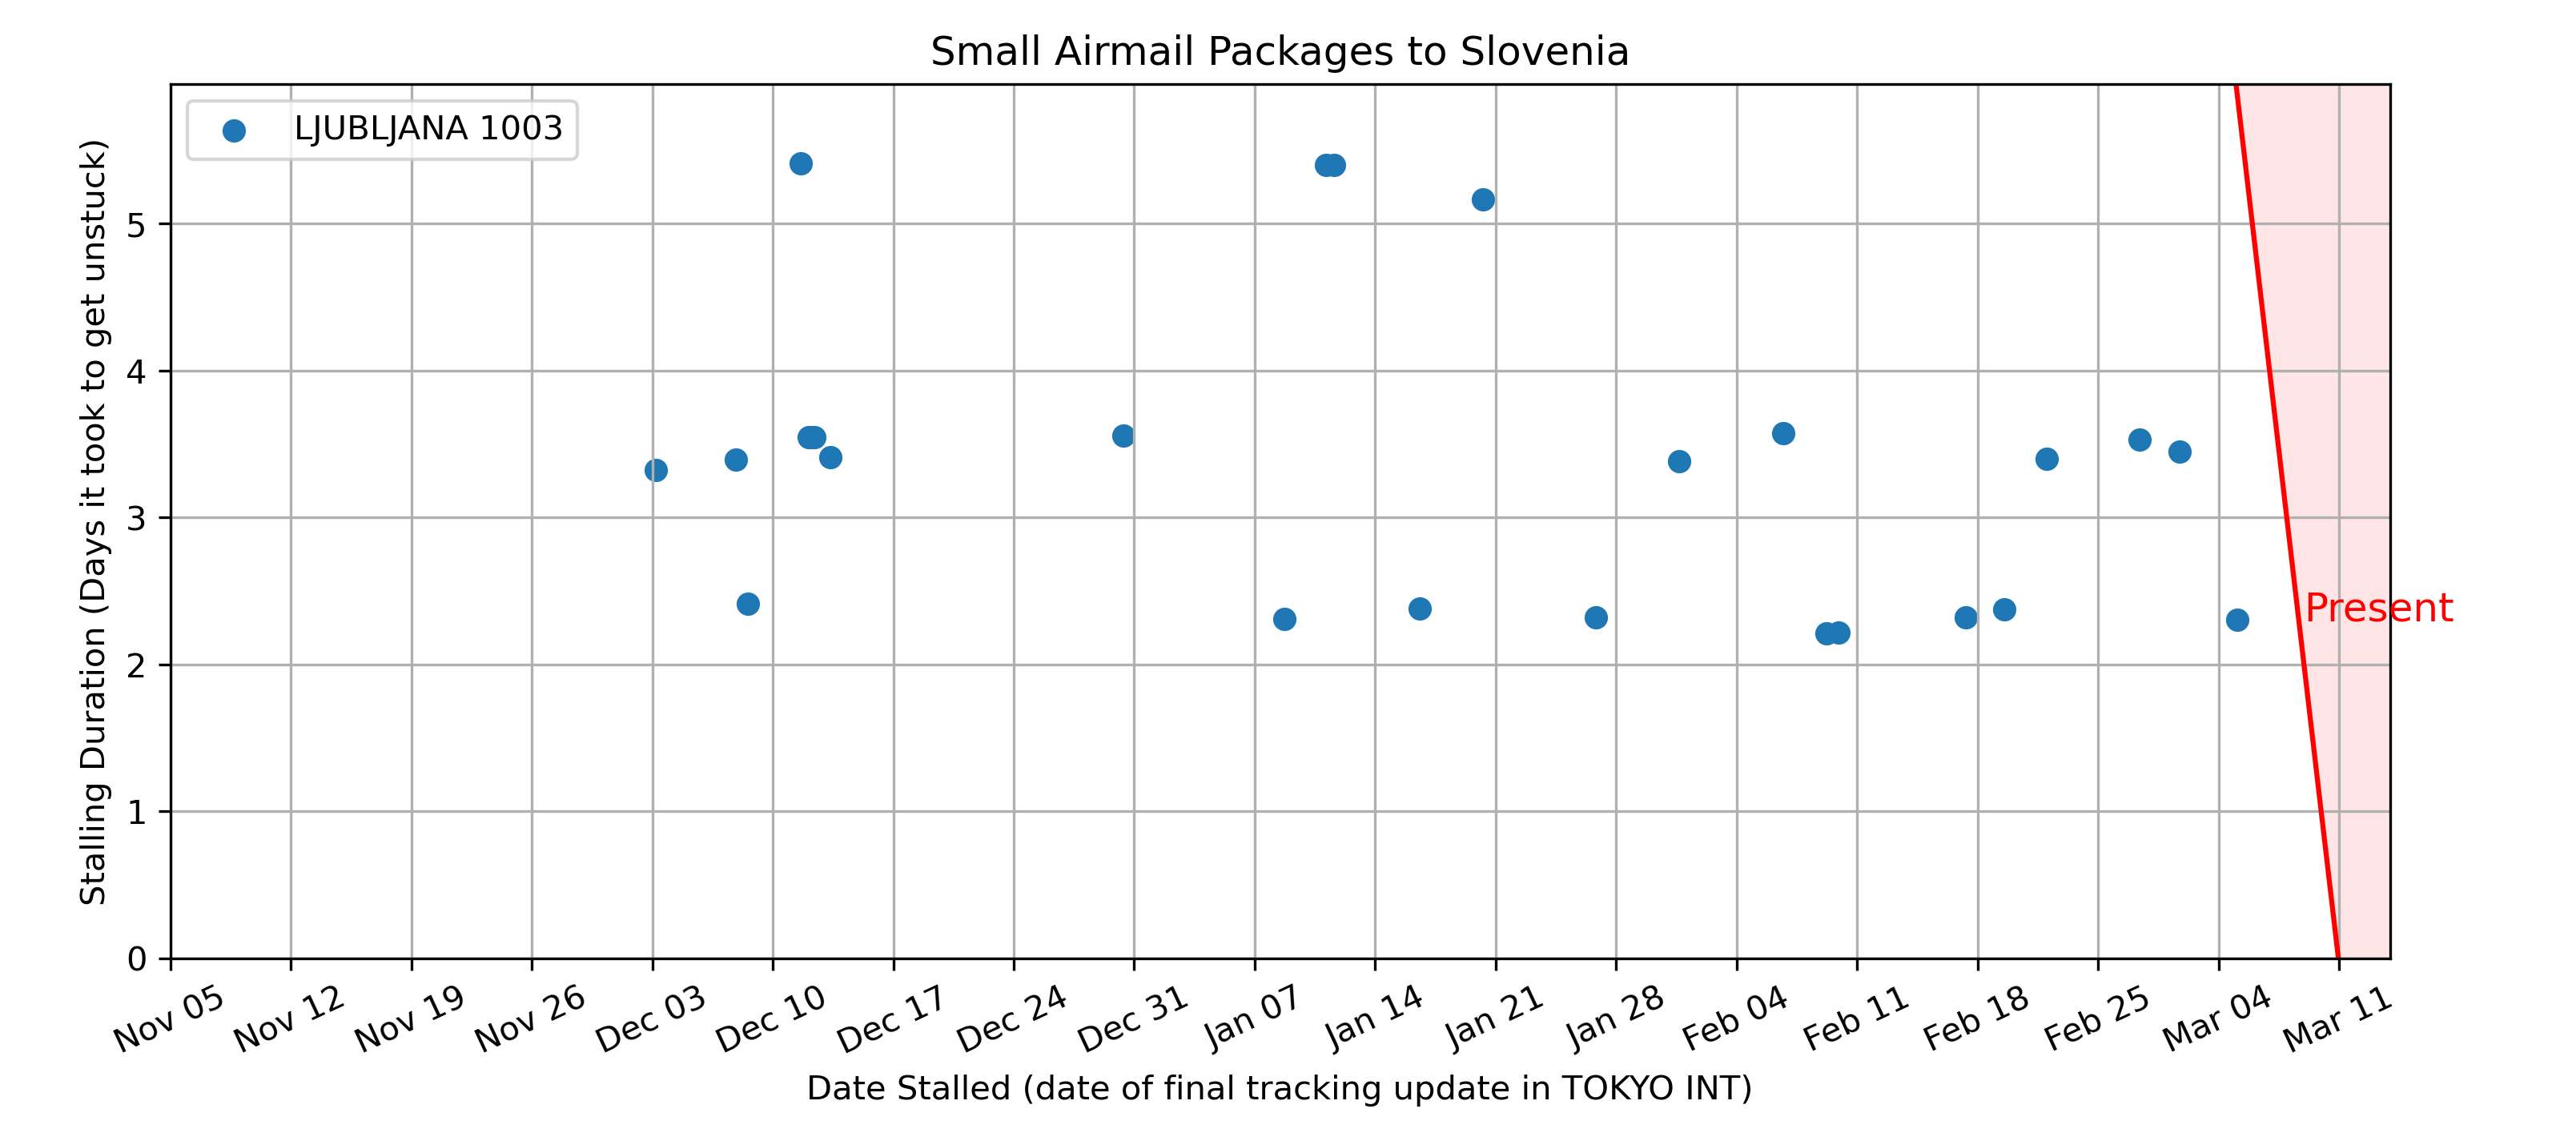 Small Airmail Packages to Slovenia
LJUBLJANA 1003
Stalling Duration (Days it took to get unstuck)
5
4
3
2
1
0
Present
Nov 05
Nov 12
Nov 19
Nov 26
Dec 03
Dec 10
Dec 17
Dec 24
Dec 31
Jan 07
Jan 14
Jan 21
Jan 28
Feb 04
Feb 11
Feb 18
Feb 25
Mar 04
Mar 11
Date Stalled (date of final tracking update in TOKYO INT)